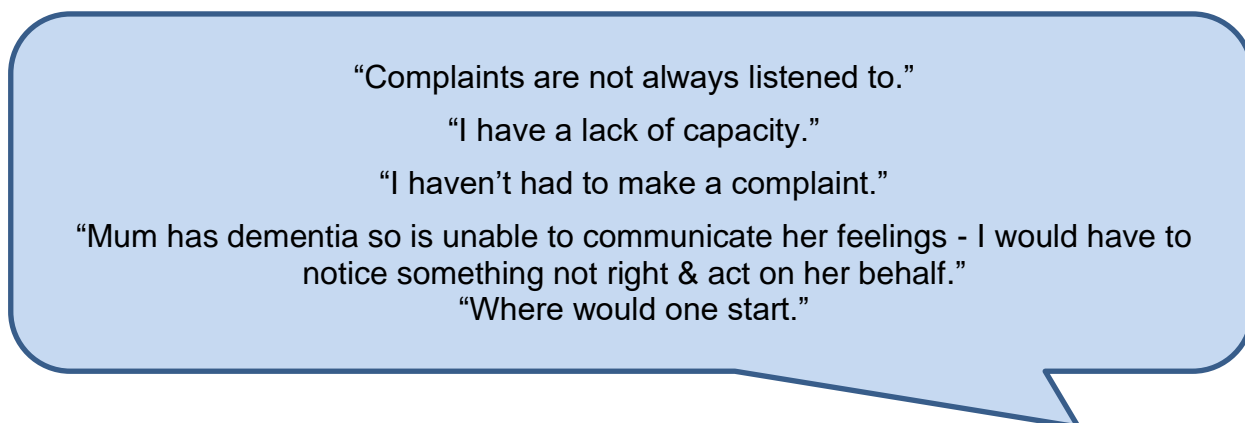 “Complaints are not always listened to.”
“I have a lack of capacity.”
“I haven’t had to make a complaint.”
“Mum has dementia so is unable to communicate her feelings - I would have to
notice something not right & act on her behalf.”
“Where would one start.”